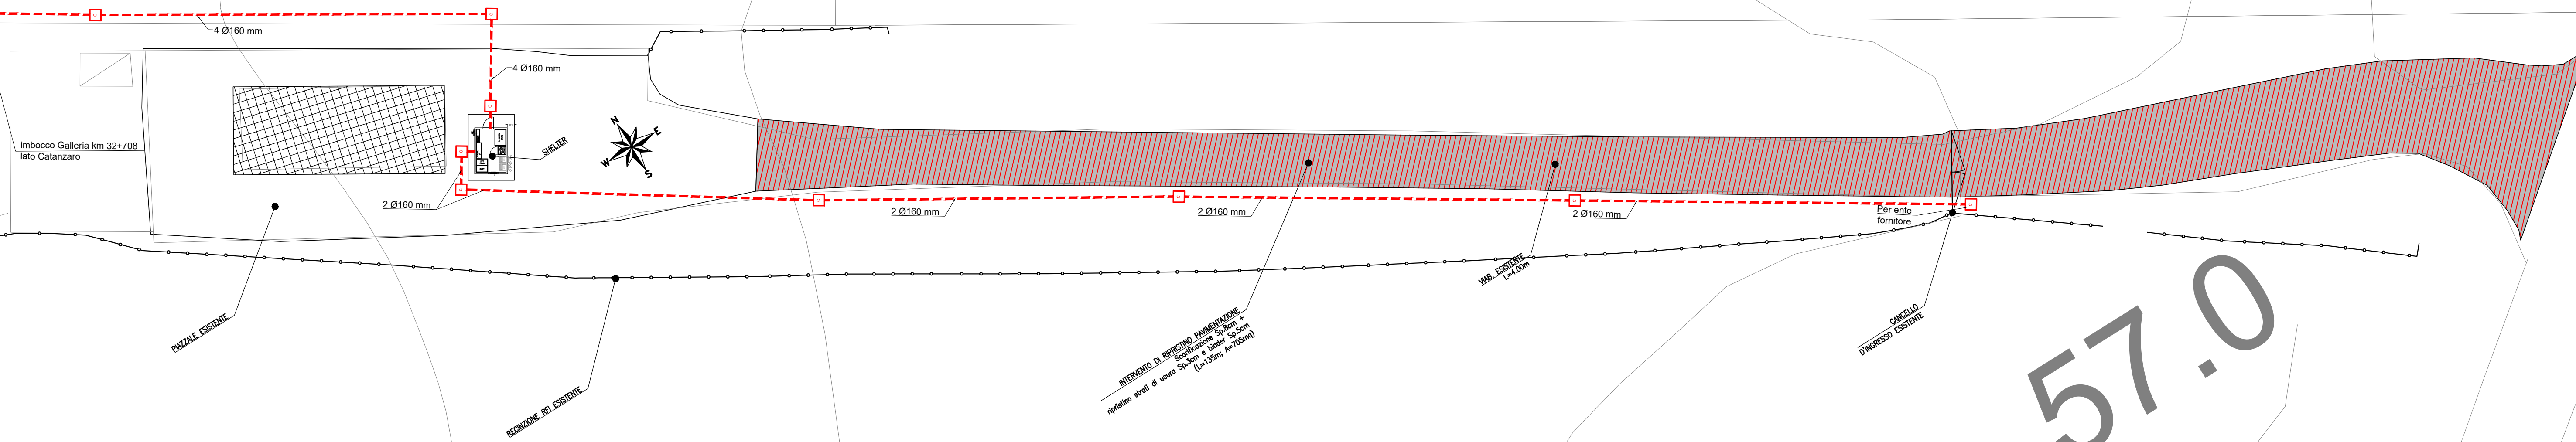 4 Ø160 mm
4 Ø160 mm
imbocco Galleria km 32+708
lato Catanzaro
N
E
W
S
SHELTER
2 Ø160 mm
2 Ø160 mm
2 Ø160 mm
2 Ø160 mm
Per ente
fornitore
PIAZZALE ESISTENTE
RECINZIONE RFI ESISTENTE
INTERVENTO DI RIPRISTINO PAVIMENTAZIONE
Scarificazione Sp.8cm +
ripristino strati di usura Sp.3cm e binder Sp.5cm
(L=135m; A=705mq)
VIAB. ESISTENTE
L=4.00m
CANCELLO
D'INGRESSO ESISTENTE
57.0